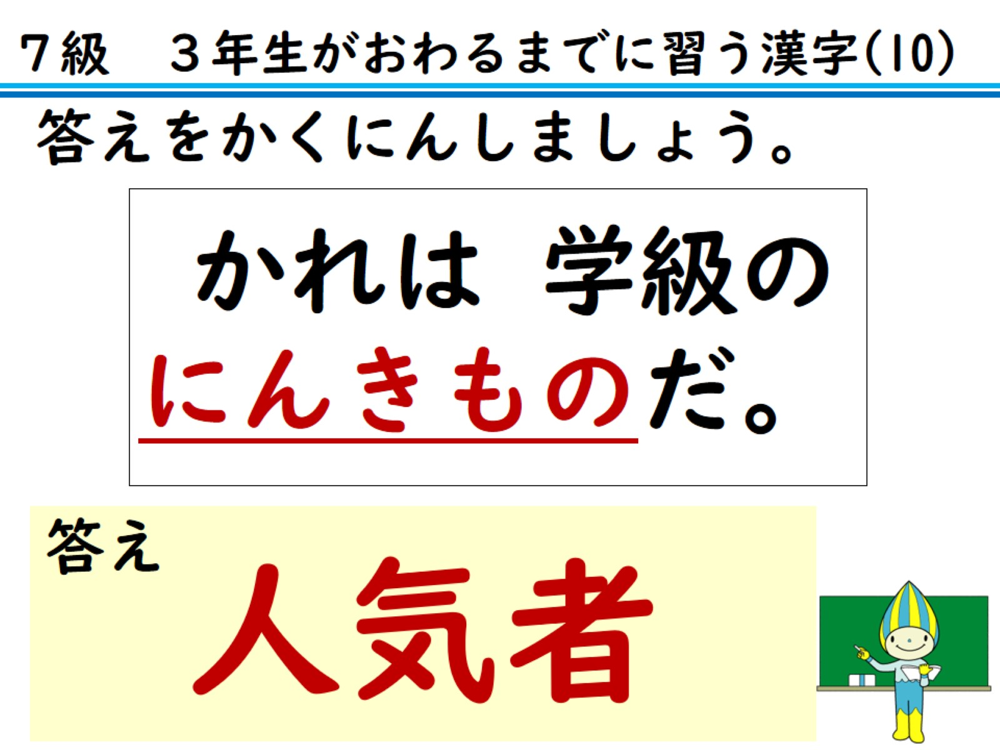 ７級　３年生がおわるまでに習う漢字(10)
答えをかくにんしましょう。
かれは 学級の
にんきものだ。
答え
人気者